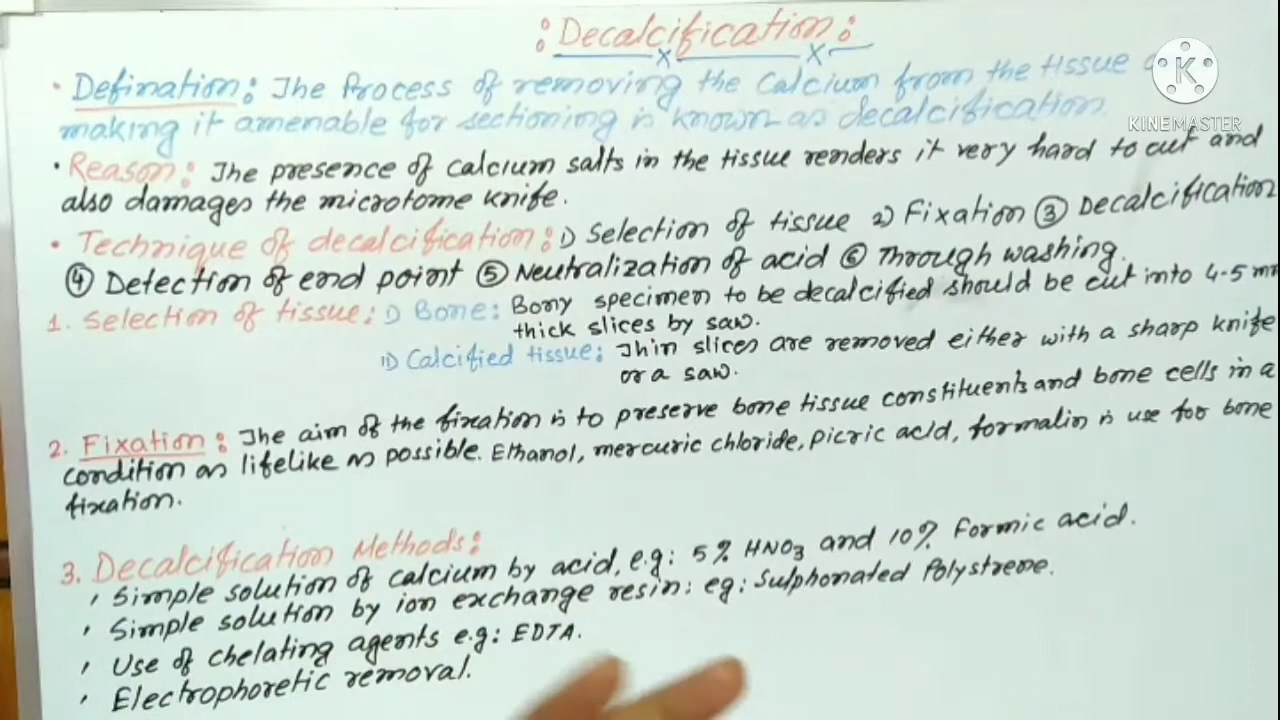 : Decalcification :
• Defination: The Process of removing the Calcium from the tissue
making it amenable for sectioning is known as decalcification.
• Reason: The presence of calcium salts in the tissue renders it very hard to cut and
also damages the microtome knife.
• Technique of decalcification: 1) Selection of tissue 2) Fixation ③ Decalcification
④ Detection of end point ⑤ Neutralization of acid ⑥ Through washing.
1. Selection of tissue: 1) Bone: Bony specimen to be decalcified should be cut into 4-5 mm
thick slices by saw.
11) Calcified tissue: Thin slices are removed either with a sharp knife
or a saw.
2. Fixation: The aim of the fixation is to preserve bone tissue constituents and bone cells in a
condition as lifelike as possible. Ethanol, mercuric chloride, picric acid, formalin is use for bone
fixation.
3. Decalcification Methods:
, Simple solution of calcium by acid, e.g: 5% HNO3 and 10% Formic acid.
, Simple solution by ion exchange resin: eg: Sulphonated Polystrene.
, Use of chelating agents e.g: EDTA.
, Electrophoretic removal.
K
KINEMASTER